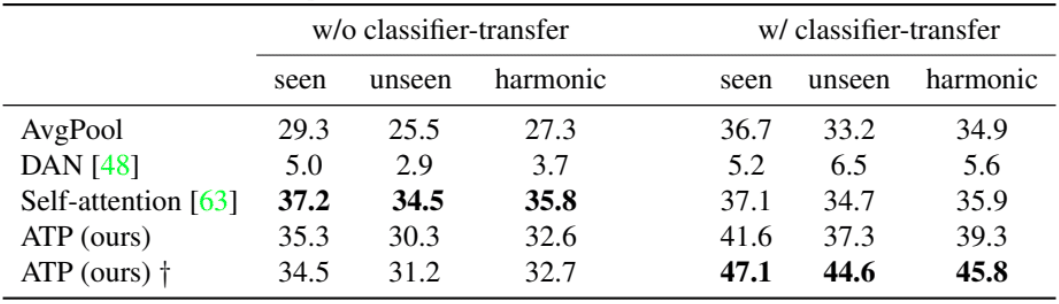 w/o classifier-transfer w/ classifier-transfer
seen unseen harmonic seen unseen harmonic
AvgPool 29.3 25.5 27.3 36.7 33.2 34.9
DAN [48] 5.0 2.9 3.7 5.2 6.5 5.6
Self-attention [63] 37.2 34.5 35.8 37.1 34.7 35.9
ATP (ours) 35.3 30.3 32.6 41.6 37.3 39.3
ATP (ours) † 34.5 31.2 32.7 47.1 44.6 45.8